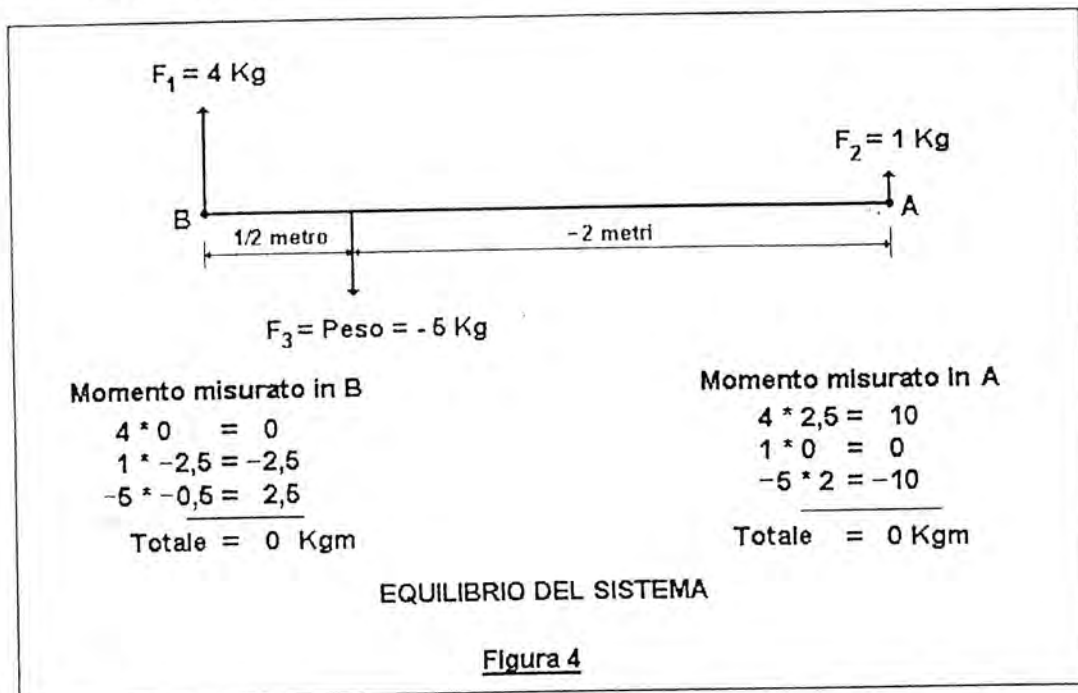 F1 = 4 Kg
F2 = 1 Kg
B
A
1/2 metro
-2 metri
F3 = Peso = - 5 Kg
Momento misurato in B
4 * 0 = 0
1 * -2,5 = -2,5
-5 * -0,5 = 2,5
Totale = 0 Kgm
Momento misurato in A
4 * 2,5 = 10
1 * 0 = 0
-5 * 2 = -10
Totale = 0 Kgm
EQUILIBRIO DEL SISTEMA
Figura 4